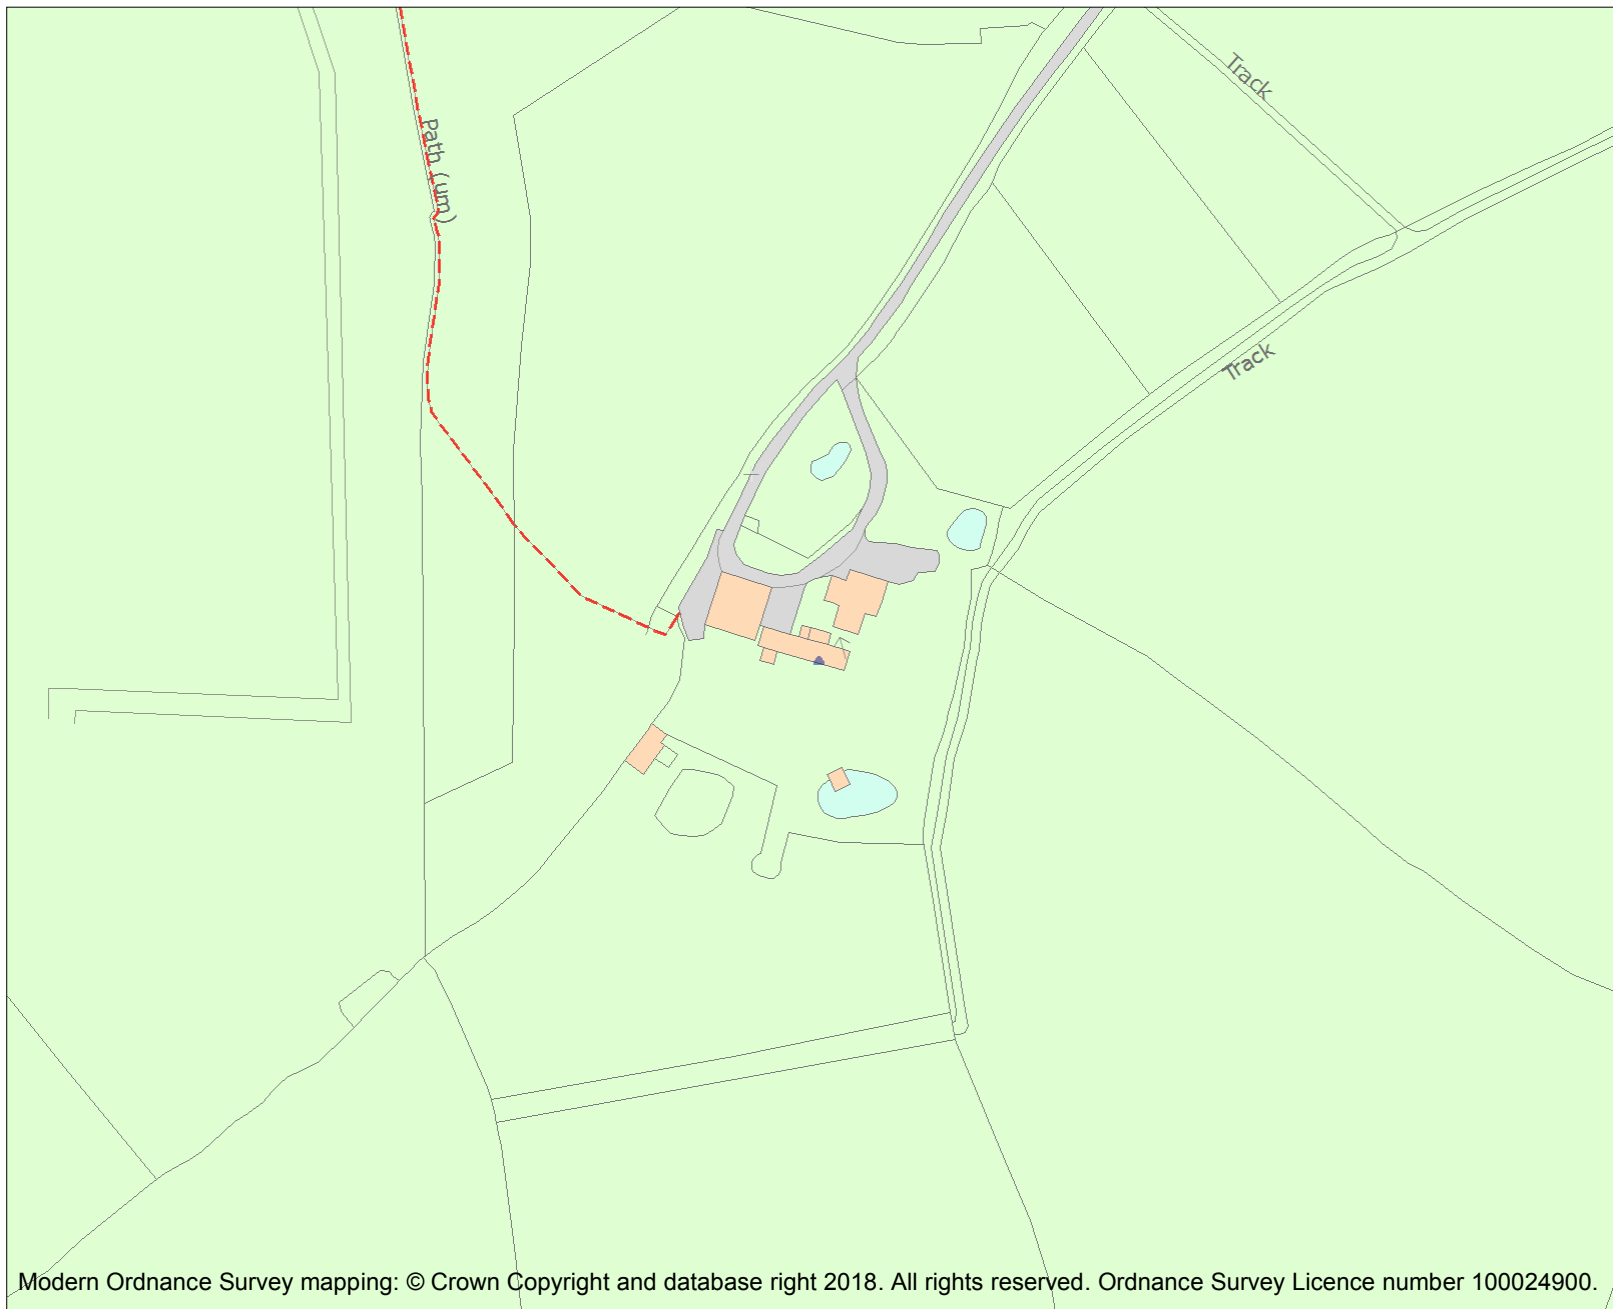 Track
Path (um)
Track
Modern Ordnance Survey mapping: © Crown Copyright and database right 2018. All rights reserved. Ordnance Survey Licence number 100024900.